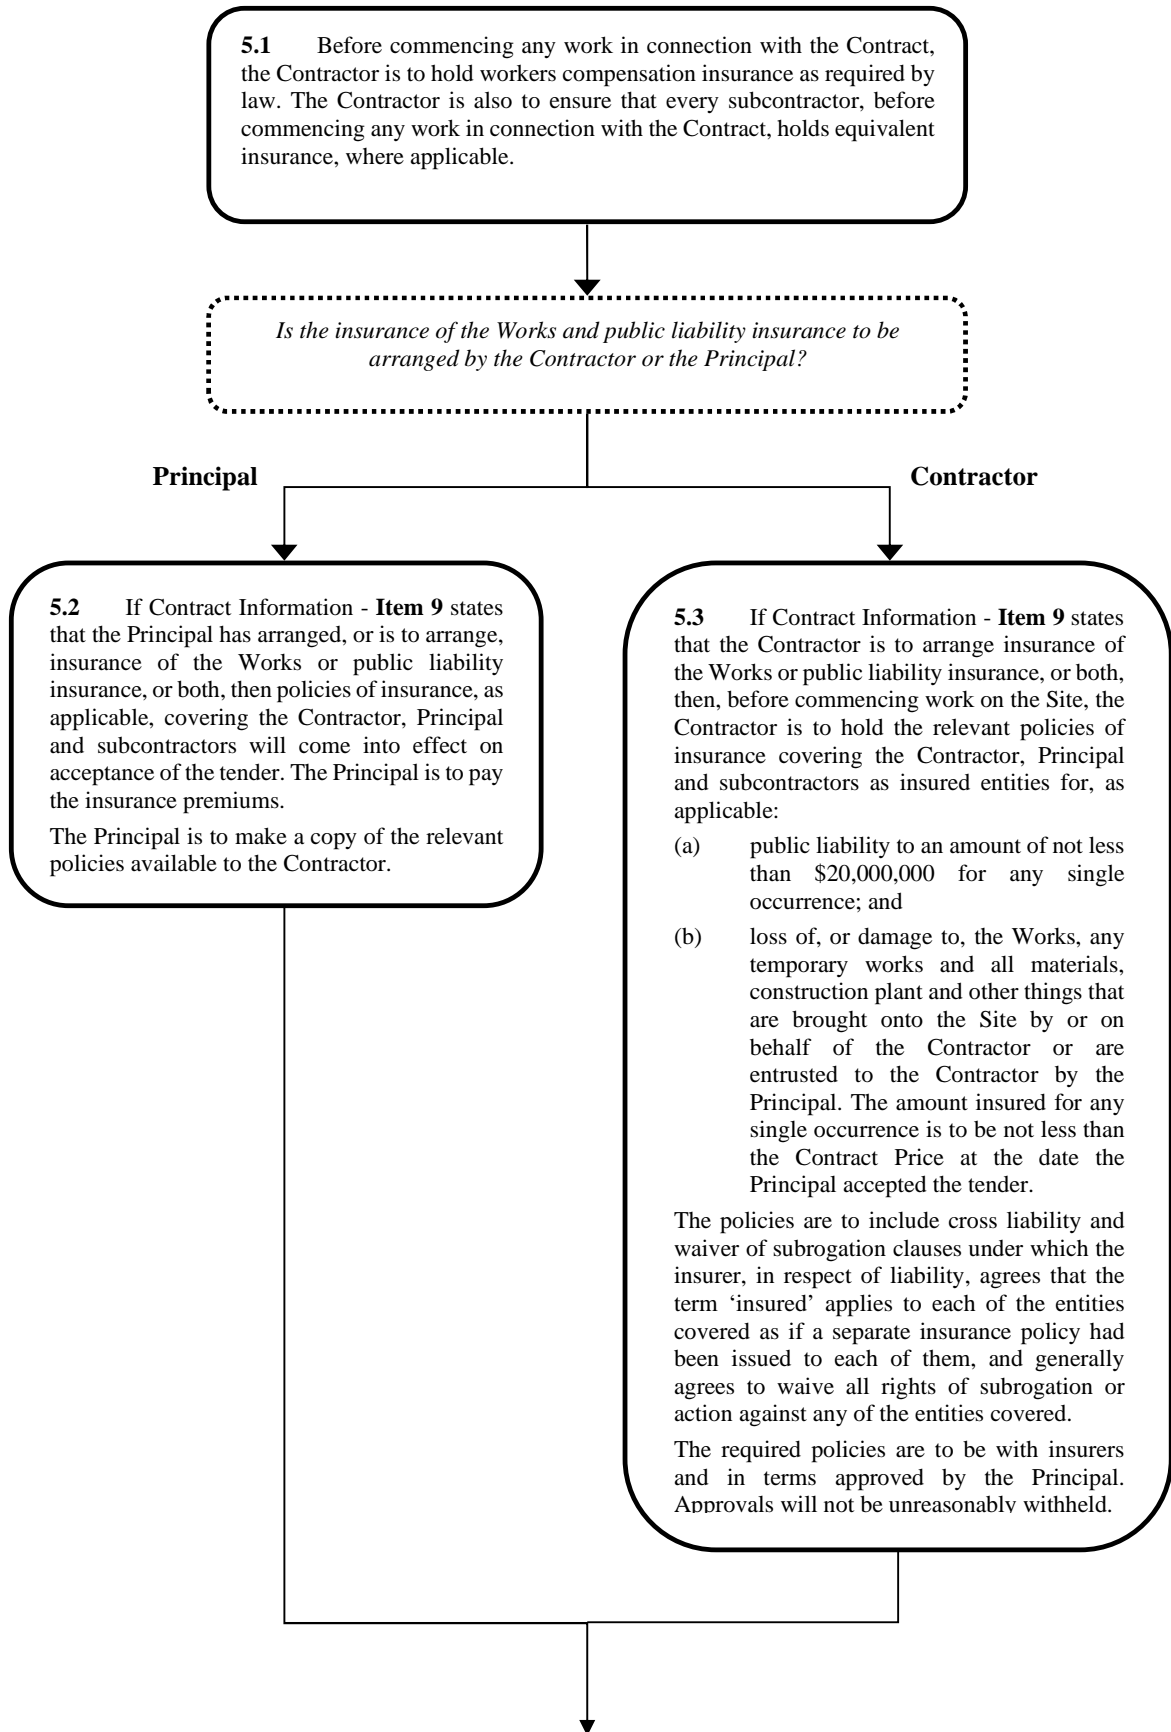 5.1 Before commencing any work in connection with the Contract,
the Contractor is to hold workers compensation insurance as required by
law. The Contractor is also to ensure that every subcontractor, before
commencing any work in connection with the Contract, holds equivalent
insurance, where applicable.
Is the insurance of the Works and public liability insurance to be
arranged by the Contractor or the Principal?
Principal
Contractor
5.2 If Contract Information - Item 9 states
that the Principal has arranged, or is to arrange,
insurance of the Works or public liability
insurance, or both, then policies of insurance, as
applicable, covering the Contractor, Principal
and subcontractors will come into effect on
acceptance of the tender. The Principal is to pay
the insurance premiums.
The Principal is to make a copy of the relevant
policies available to the Contractor.
5.3 If Contract Information - Item 9 states
that the Contractor is to arrange insurance of
the Works or public liability insurance, or both,
then, before commencing work on the Site, the
Contractor is to hold the relevant policies of
insurance covering the Contractor, Principal
and subcontractors as insured entities for, as
applicable:
(a) public liability to an amount of not less
than $20,000,000 for any single
occurrence; and
(b) loss of, or damage to, the Works, any
temporary works and all materials,
construction plant and other things that
are brought onto the Site by or on
behalf of the Contractor or are
entrusted to the Contractor by the
Principal. The amount insured for any
single occurrence is to be not less than
the Contract Price at the date the
Principal accepted the tender.
The policies are to include cross liability and
waiver of subrogation clauses under which the
insurer, in respect of liability, agrees that the
term ‘insured’ applies to each of the entities
covered as if a separate insurance policy had
been issued to each of them, and generally
agrees to waive all rights of subrogation or
action against any of the entities covered.
The required policies are to be with insurers
and in terms approved by the Principal.
Approvals will not be unreasonably withheld.